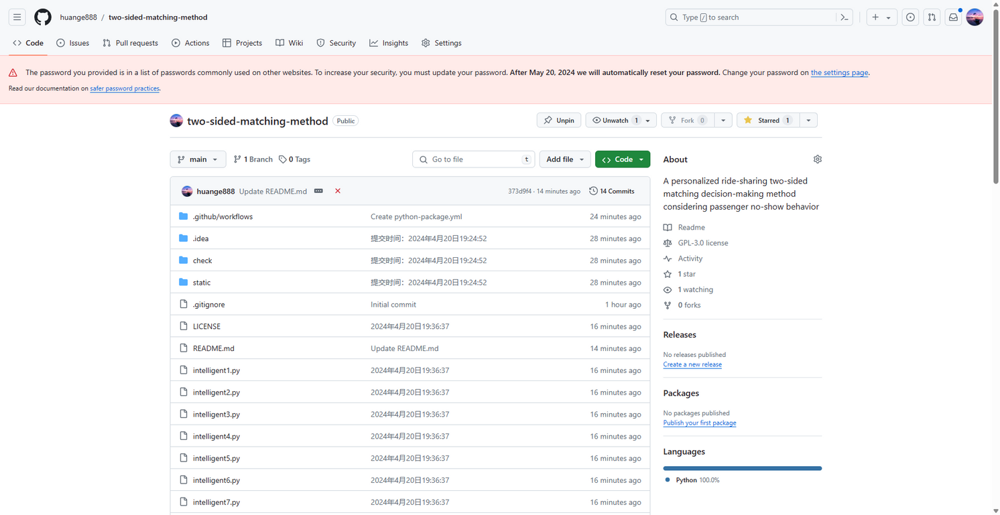 huange888 / two-sided-matching-method
Type / to search
Code
Issues
Pull requests
Actions
Projects
Wiki
Security
Insights
Settings
The password you provided is in a list of passwords commonly used on other websites. To increase your security, you must update your password. After May 20, 2024 we will automatically reset your password. Change your password on the settings page.
Read our documentation on safer password practices.
two-sided-matching-method Public
Unpin
Unwatch 1
Fork 0
Starred 1
main
1 Branch
0 Tags
Go to file t
Add file
Code
huange888 Update README.md
373d9f4 · 14 minutes ago
14 Commits
.github/workflows Create python-package.yml 24 minutes ago
.idea 提交时间：2024年4月20日19:24:52 28 minutes ago
check 提交时间：2024年4月20日19:24:52 28 minutes ago
static 提交时间：2024年4月20日19:24:52 28 minutes ago
.gitignore Initial commit 1 hour ago
LICENSE 2024年4月20日19:36:37 16 minutes ago
README.md Update README.md 14 minutes ago
intelligent1.py 2024年4月20日19:36:37 16 minutes ago
intelligent2.py 2024年4月20日19:36:37 16 minutes ago
intelligent3.py 2024年4月20日19:36:37 16 minutes ago
intelligent4.py 2024年4月20日19:36:37 16 minutes ago
intelligent5.py 2024年4月20日19:36:37 16 minutes ago
intelligent6.py 2024年4月20日19:36:37 16 minutes ago
intelligent7.py 2024年4月20日19:36:37 16 minutes ago
About
A personalized ride-sharing two-sided
matching decision-making method
considering passenger no-show behavior
Readme
GPL-3.0 license
Activity
1 star
1 watching
0 forks
Releases
No releases published
Create a new release
Packages
No packages published
Publish your first package
Languages
Python 100.0%